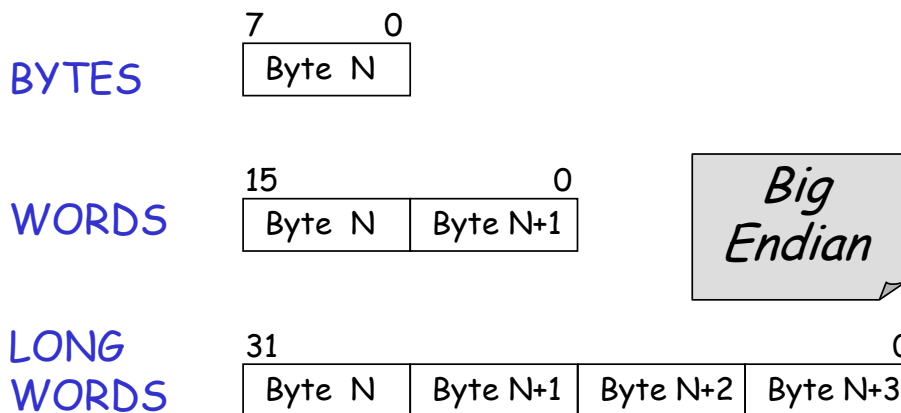 7 0
BYTES
Byte N
15 0
WORDS
Byte N Byte N+1
Big
Endian
LONG
WORDS
31 0
Byte N Byte N+1 Byte N+2 Byte N+3